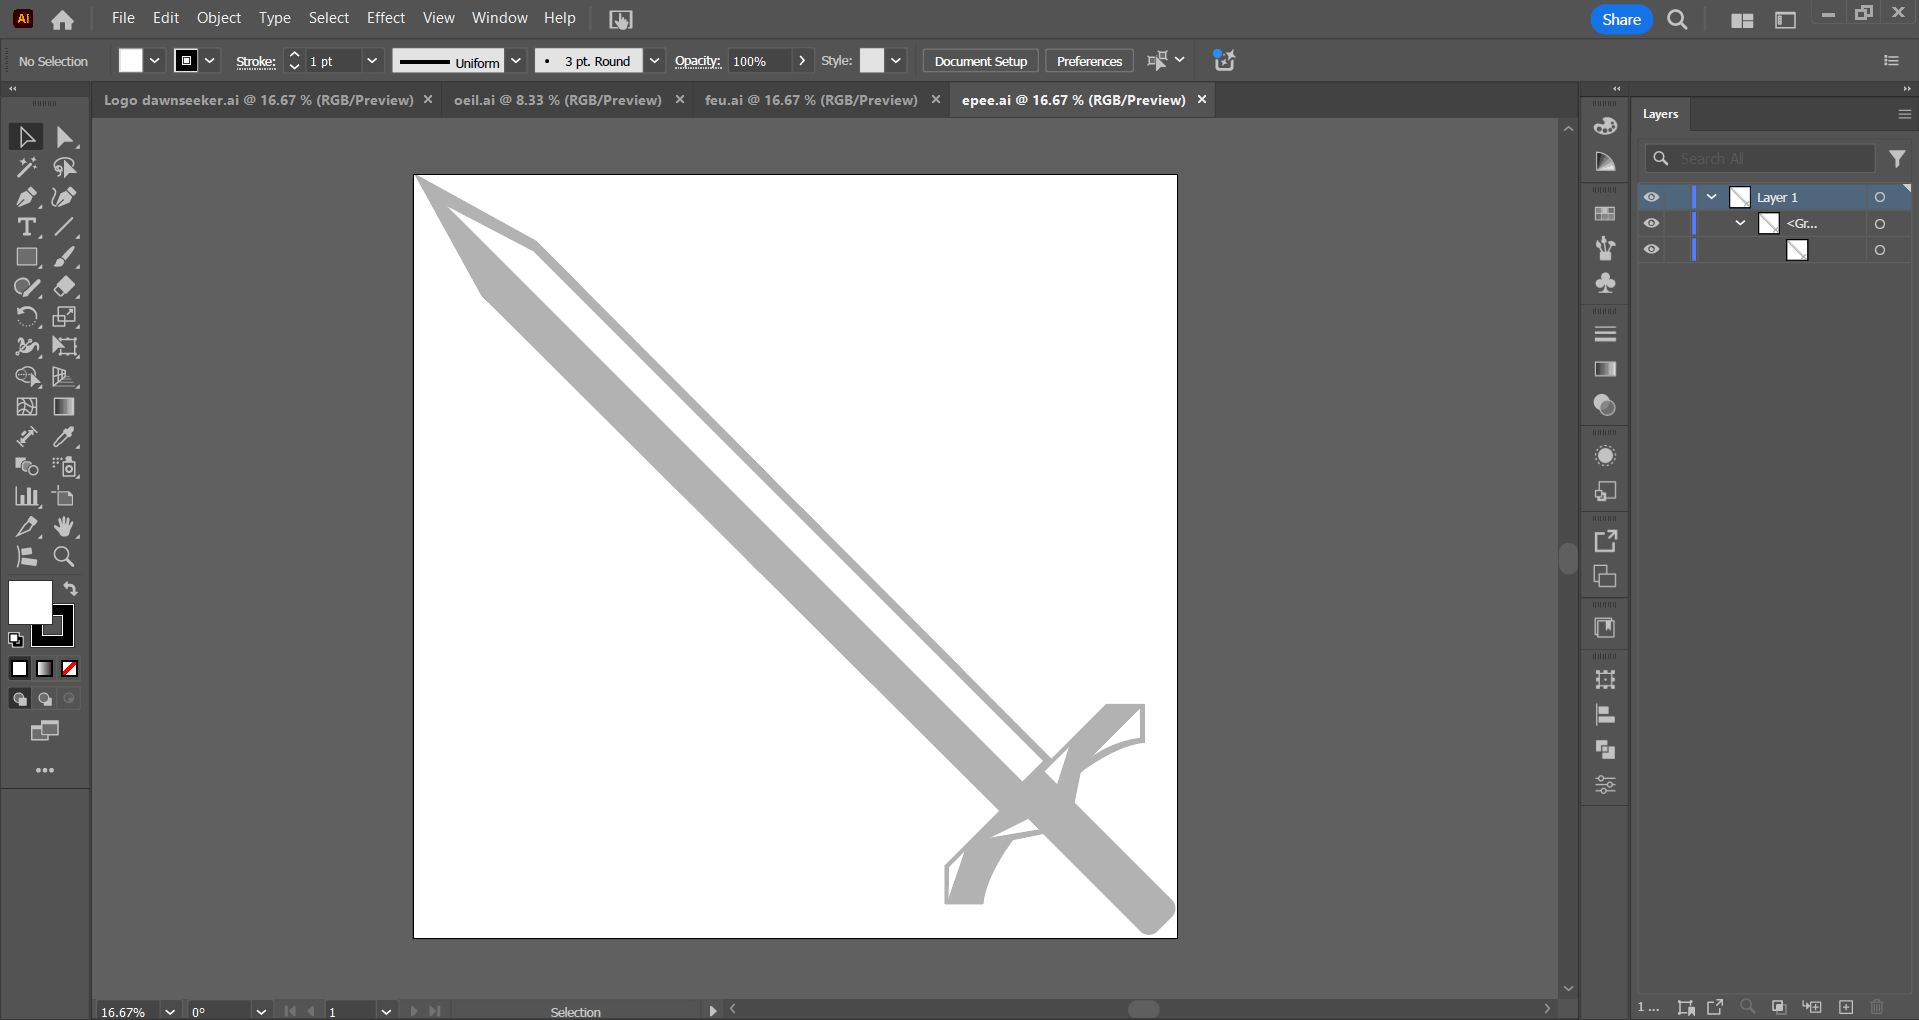 Ai File Edit Object Type Select Effect View Window Help Share
No Selection Stroke: 1 pt Uniform 3 pt. Round Opacity: 100% Style: Document Setup Preferences
Logo dawnseeker.ai @ 16.67 % (RGB/Preview) oeil.ai @ 8.33 % (RGB/Preview) feu.ai @ 16.67 % (RGB/Preview) epee.ai @ 16.67 % (RGB/Preview)
Layers
Search All
Layer 1
<Gr...
16.67% 0° 1 Selection
1 ...